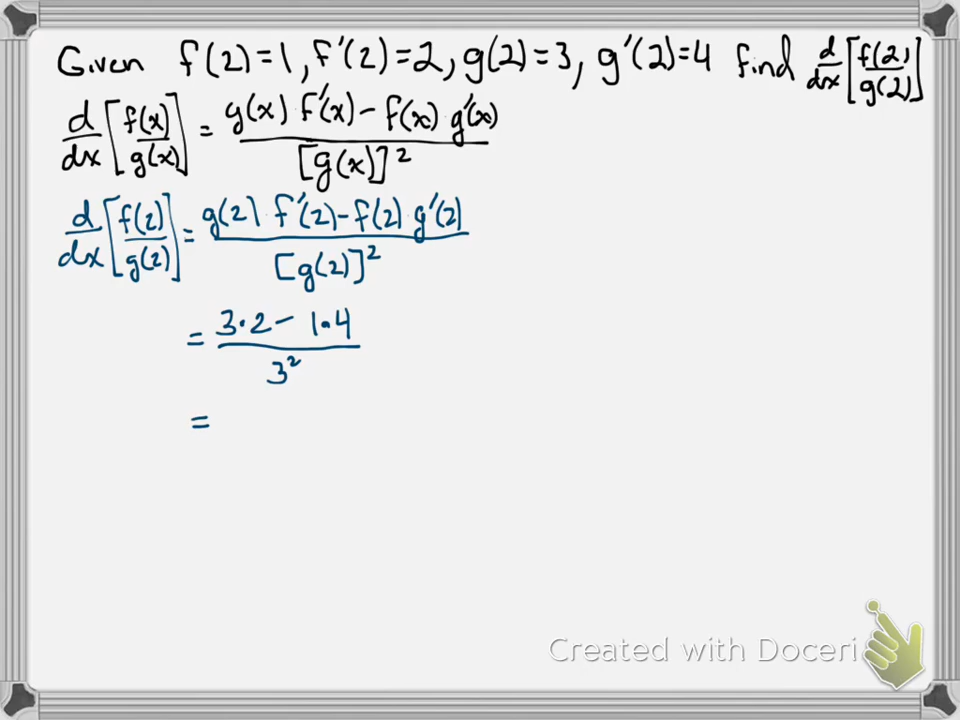 Given f(2)=1, f'(2)=2, g(2)=3, g'(2)=4 find d/dx [f(2)/g(2)]
d/dx [f(x)/g(x)] = g(x) f'(x) - f(x) g'(x) / [g(x)]²
d/dx [f(2)/g(2)] = g(2) · f'(2) - f(2) · g'(2) / [g(2)]²
= 3·2 - 1·4 / 3²
=
Created with Doceri